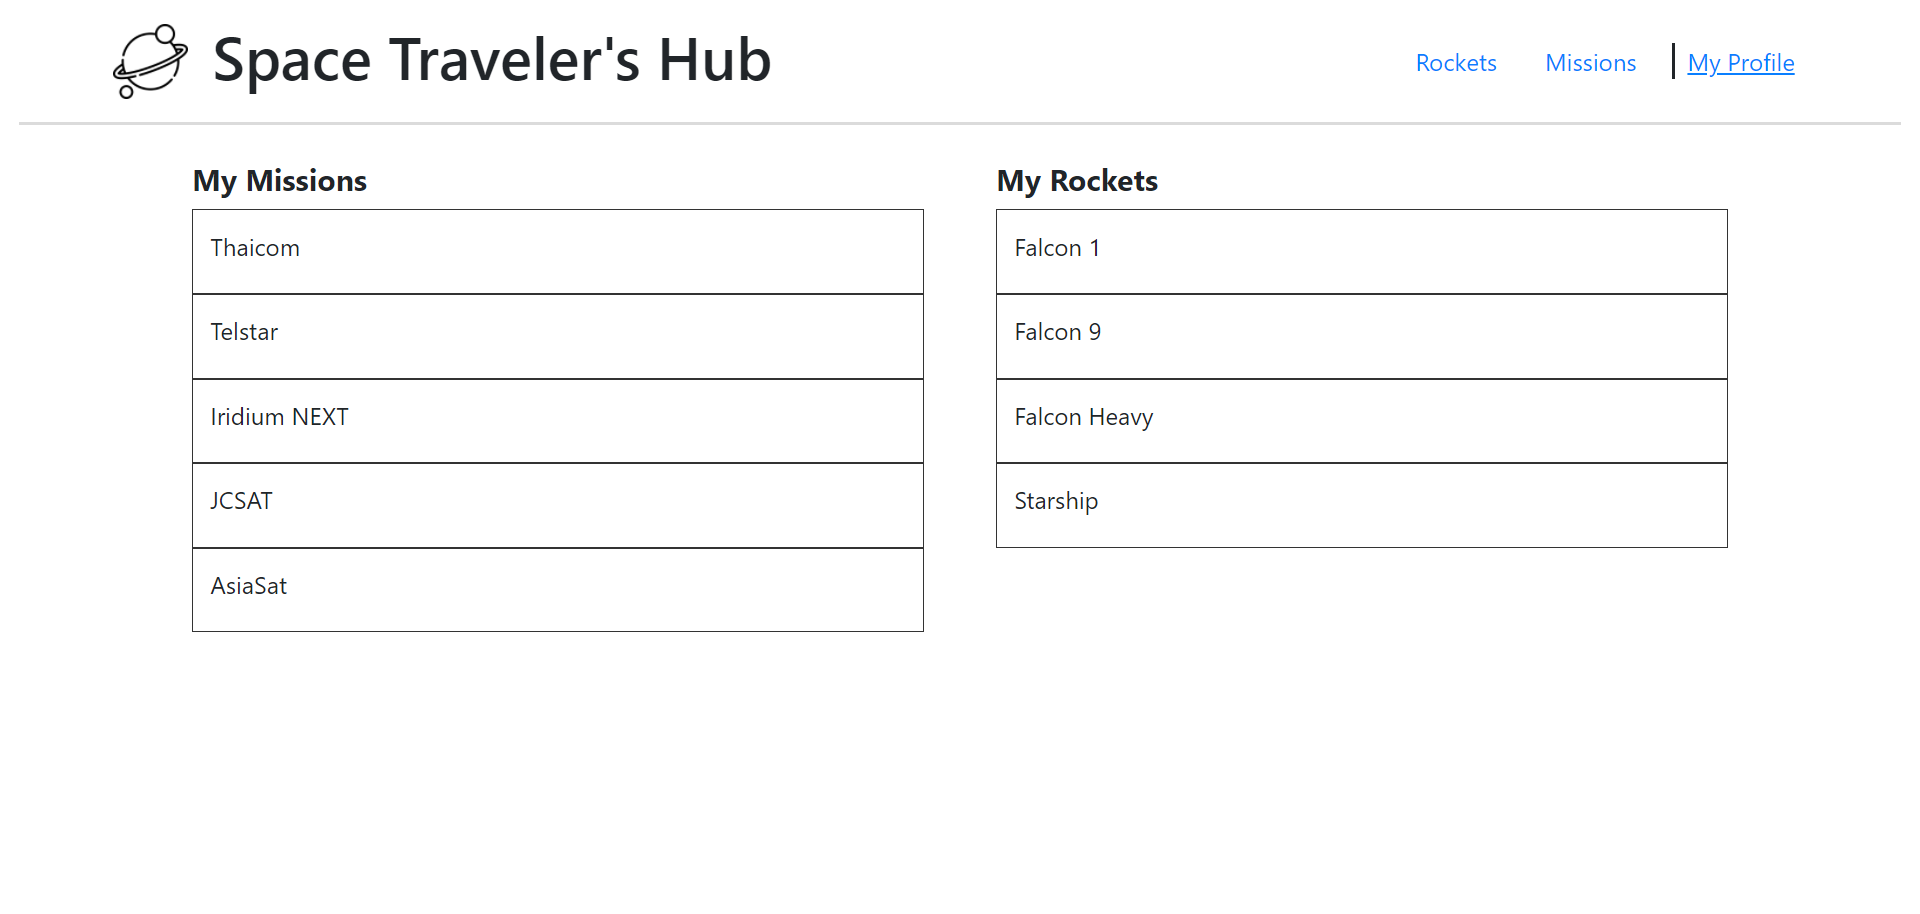 Space Traveler's Hub
Rockets Missions My Profile
My Missions
Thaicom
Telstar
Iridium NEXT
JCSAT
AsiaSat
My Rockets
Falcon 1
Falcon 9
Falcon Heavy
Starship